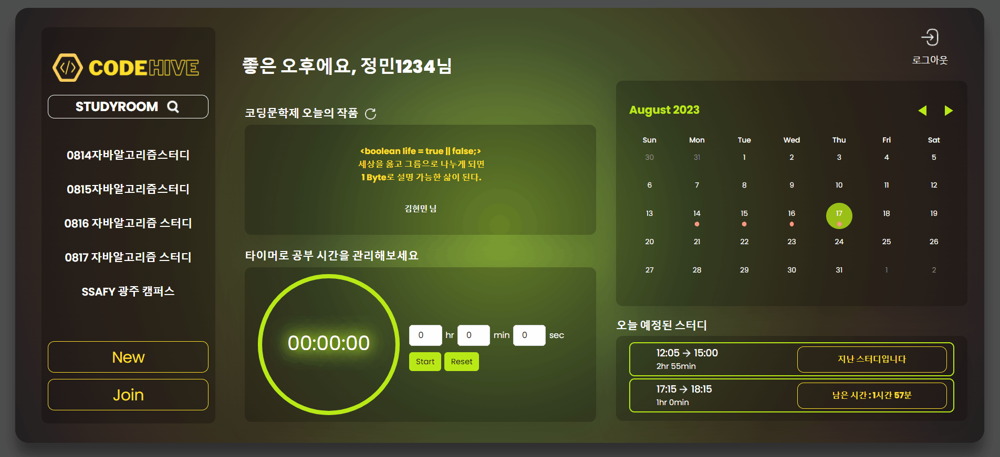 CODEHIVE
STUDYROOM
0814자바알고리즘스터디
0815자바알고리즘스터디
0816 자바알고리즘 스터디
0817 자바알고리즘 스터디
SSAFY 광주 캠퍼스
New
Join
좋은 오후에요, 정민1234님
코딩문학제 오늘의 작품
<boolean life = true || false;>
세상을 옳고 그름으로 나누게 되면
1 Byte로 설명 가능한 삶이 된다.
김현민 님
타이머로 공부 시간을 관리해보세요
00:00:00
0 hr 0 min 0 sec
Start Reset
로그아웃
August 2023
Sun Mon Tue Wed Thu Fri Sat
30 31 1 2 3 4 5
6 7 8 9 10 11 12
13 14 15 16 17 18 19
20 21 22 23 24 25 26
27 28 29 30 31 1 2
오늘 예정된 스터디
12:05 → 15:00
2hr 55min
지난 스터디입니다
17:15 → 18:15
1hr 0min
남은 시간 : 1시간 57분